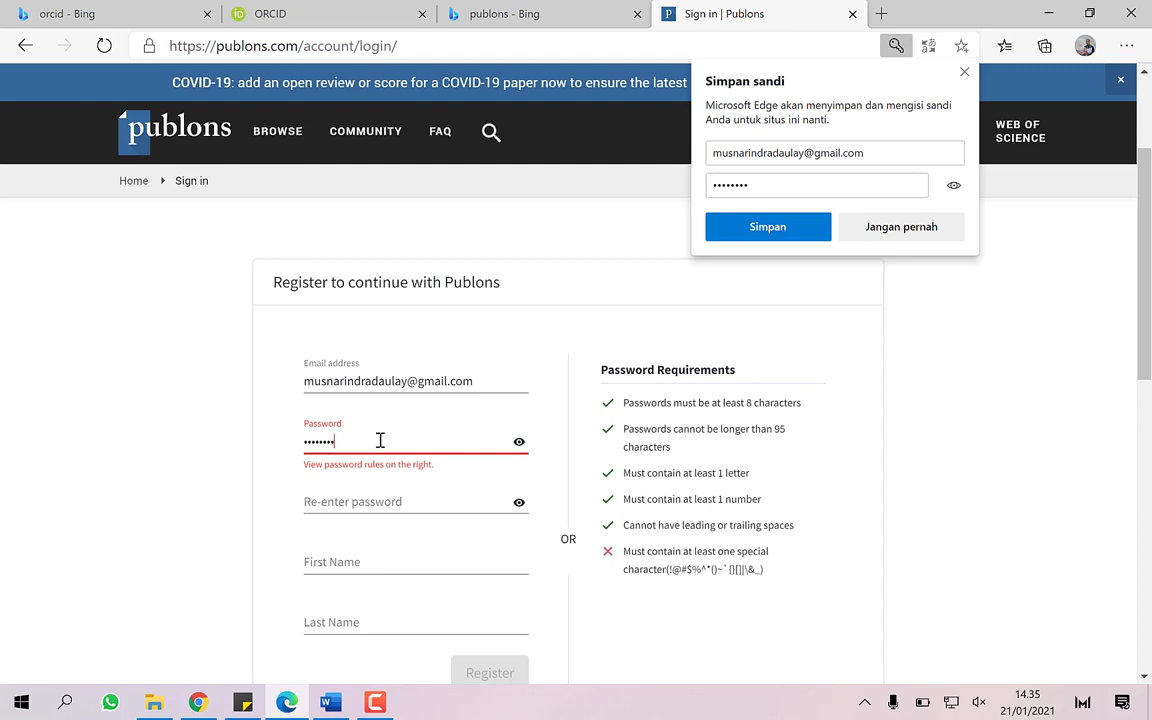 orcid - Bing
ORCID
publons - Bing
Sign in | Publons
https://publons.com/account/login/
COVID-19: add an open review or score for a COVID-19 paper now to ensure the latest
publons
BROWSE
COMMUNITY
FAQ
WEB OF
SCIENCE
Home
Sign in
Simpan sandi
Microsoft Edge akan menyimpan dan mengisi sandi
Anda untuk situs ini nanti.
musnarindradaulay@gmail.com
••••••••
Simpan
Jangan pernah
Register to continue with Publons
Email address
musnarindradaulay@gmail.com
Password
••••••••
View password rules on the right.
Re-enter password
First Name
Last Name
Register
OR
Password Requirements
Passwords must be at least 8 characters
Passwords cannot be longer than 95
characters
Must contain at least 1 letter
Must contain at least 1 number
Cannot have leading or trailing spaces
Must contain at least one special
character(!@#$%^*()~`{}[]|\&_)
14.35
21/01/2021